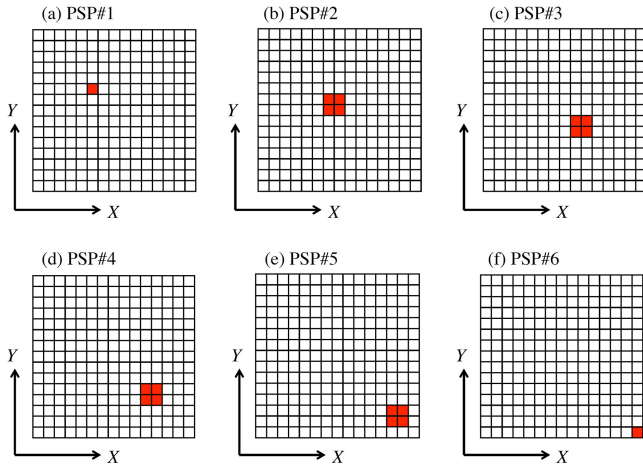 (a) PSP#1
(b) PSP#2
(c) PSP#3
Y
X
Y
X
Y
X
(d) PSP#4
(e) PSP#5
(f) PSP#6
Y
X
Y
X
Y
X